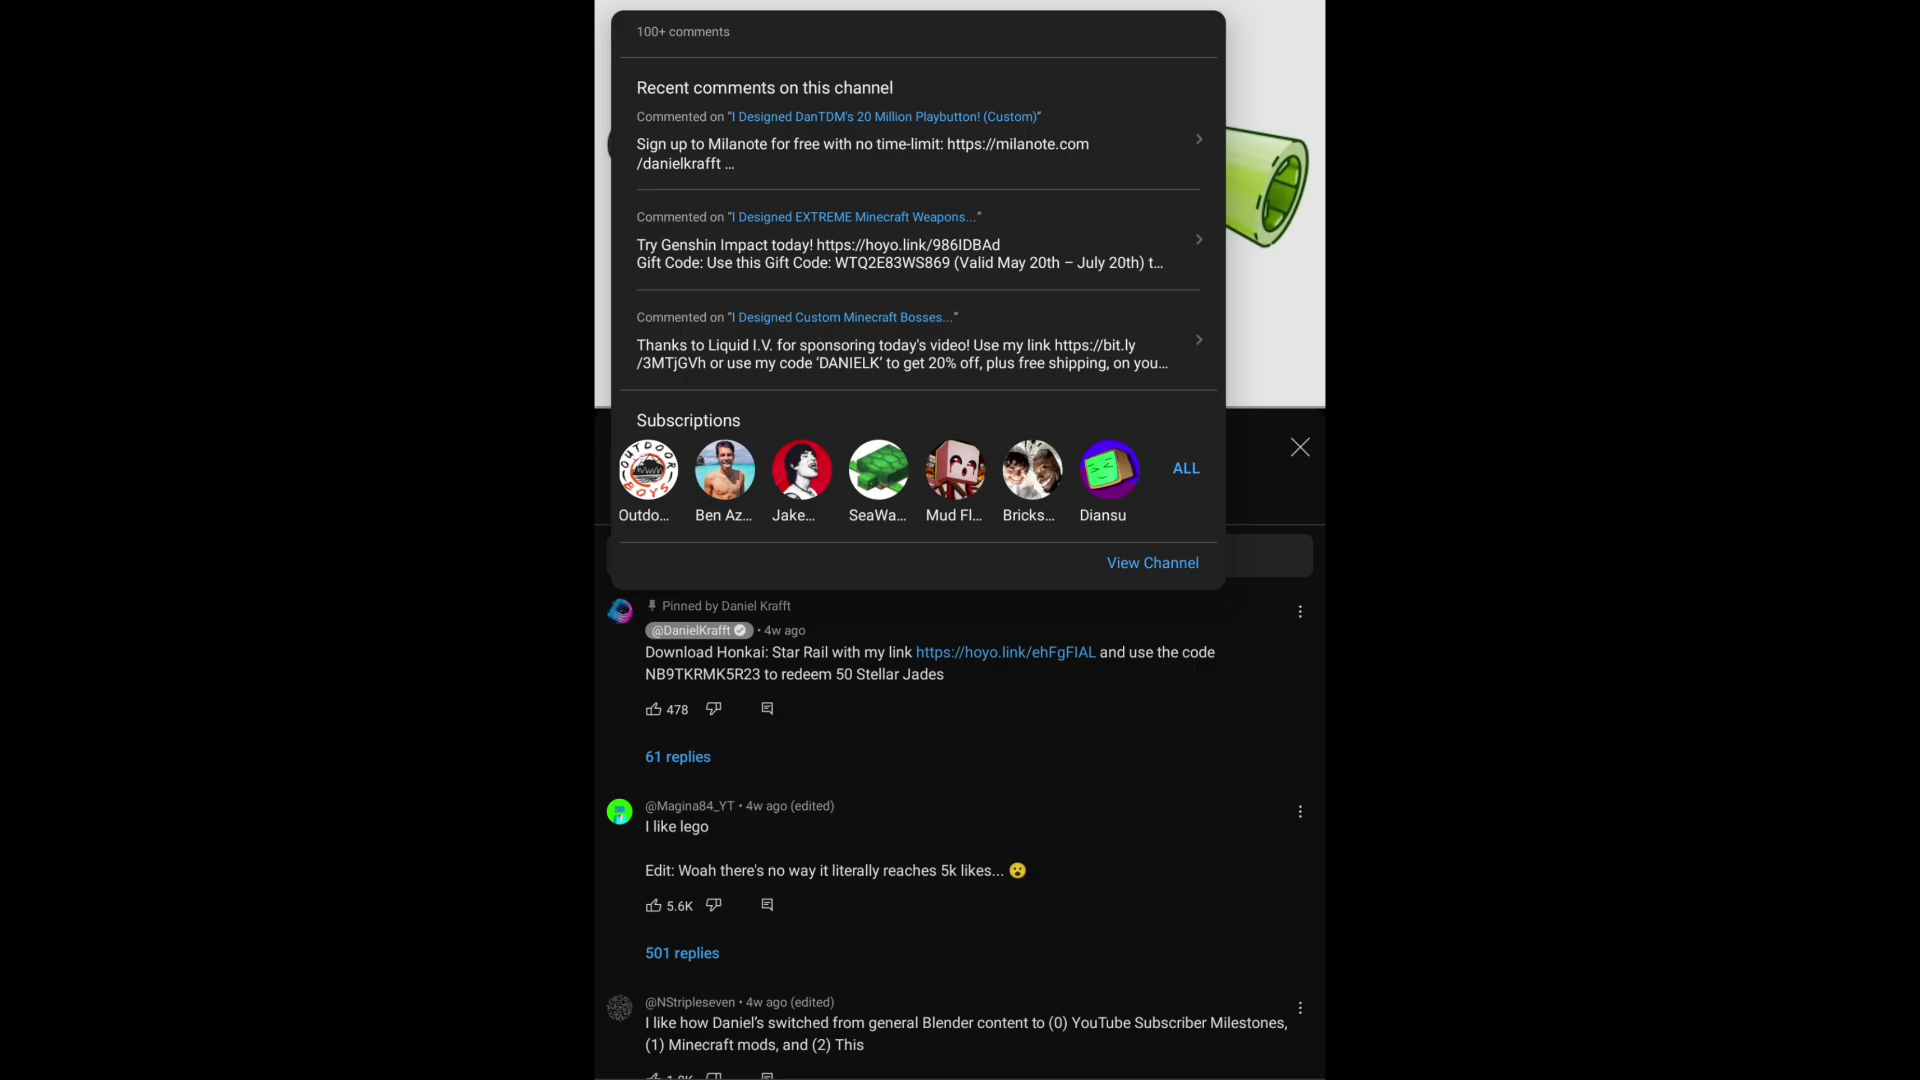 100+ comments
Recent comments on this channel
Commented on “I Designed DanTDM's 20 Million Playbutton! (Custom)”
Sign up to Milanote for free with no time-limit: https://milanote.com
/danielkrafft ...
Commented on “I Designed EXTREME Minecraft Weapons...”
Try Genshin Impact today! https://hoyo.link/986IDBAd
Gift Code: Use this Gift Code: WTQ2E83WS869 (Valid May 20th – July 20th) t...
Commented on “I Designed Custom Minecraft Bosses...”
Thanks to Liquid I.V. for sponsoring today's video! Use my link https://bit.ly
/3MTjGVh or use my code ‘DANIELK’ to get 20% off, plus free shipping, on you...
Subscriptions
OUTDOOR
BOYS
ALL
Outdo...
Ben Az...
Jake...
SeaWa...
Mud Fl...
Bricks...
Diansu
View Channel
Pinned by Daniel Krafft
@DanielKrafft • 4w ago
Download Honkai: Star Rail with my link https://hoyo.link/ehFgFIAL and use the code
NB9TKRMK5R23 to redeem 50 Stellar Jades
478
61 replies
@Magina84_YT • 4w ago (edited)
I like lego
Edit: Woah there's no way it literally reaches 5k likes... 😮
5.6K
501 replies
@NStripleseven • 4w ago (edited)
I like how Daniel’s switched from general Blender content to (0) YouTube Subscriber Milestones,
(1) Minecraft mods, and (2) This